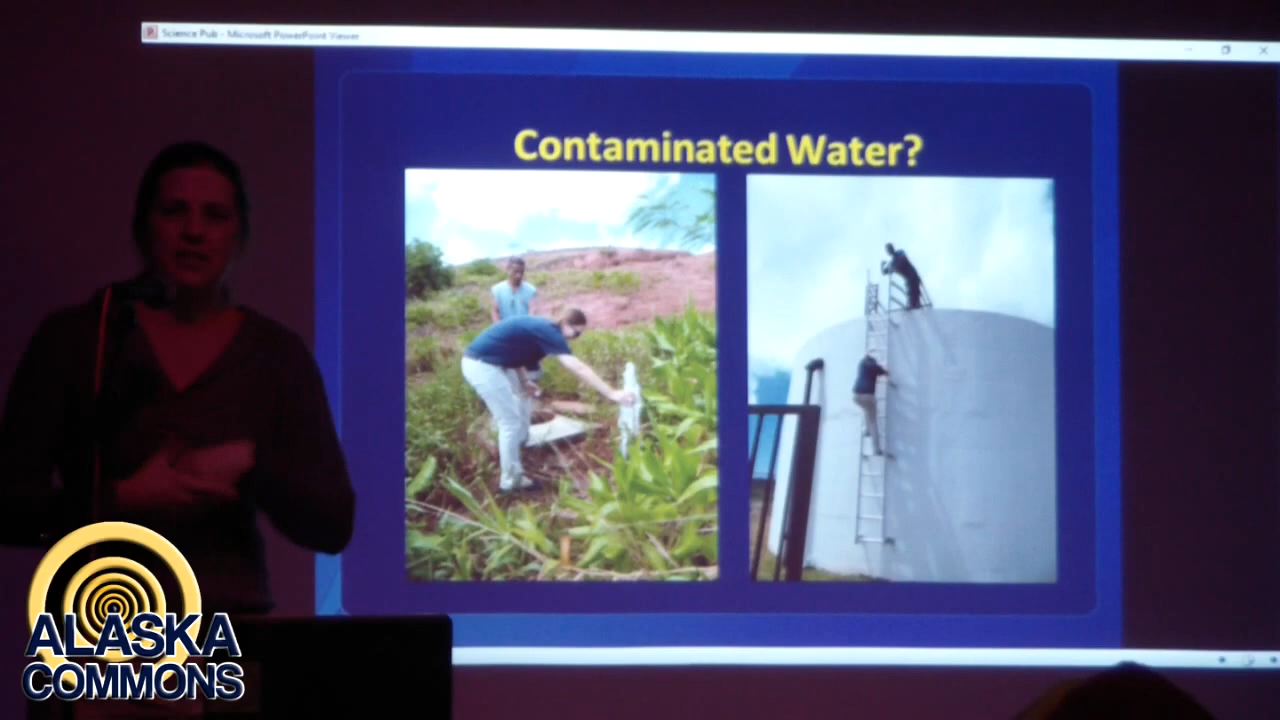 Science Pub - Microsoft PowerPoint Viewer
Contaminated Water?
ALASKA
COMMONS